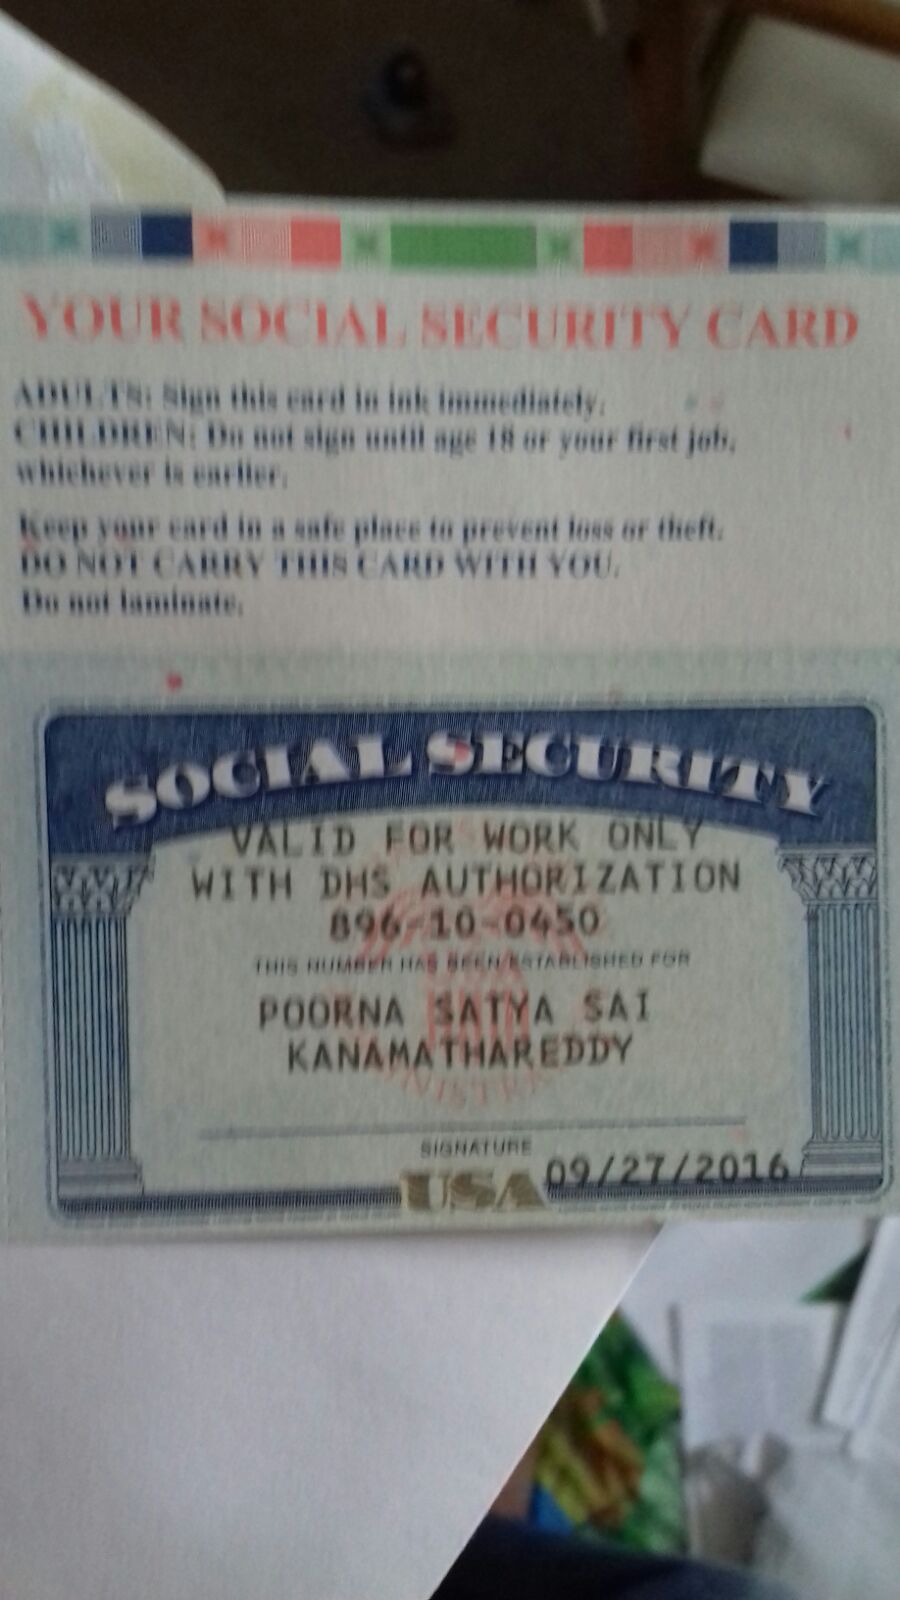 YOUR SOCIAL SECURITY CARD
ADULTS: Sign this card in ink immediately.
CHILDREN: Do not sign until age 18 or your first job,
whichever is earlier.
Keep your card in a safe place to prevent loss or theft.
DO NOT CARRY THIS CARD WITH YOU.
Do not laminate.
SOCIAL SECURITY
VALID FOR WORK ONLY
WITH DHS AUTHORIZATION
896-10-0450
THIS NUMBER HAS BEEN ESTABLISHED FOR
POORNA SATYA SAI
KANAMATHAREDDY
SIGNATURE
USA 09/27/2016